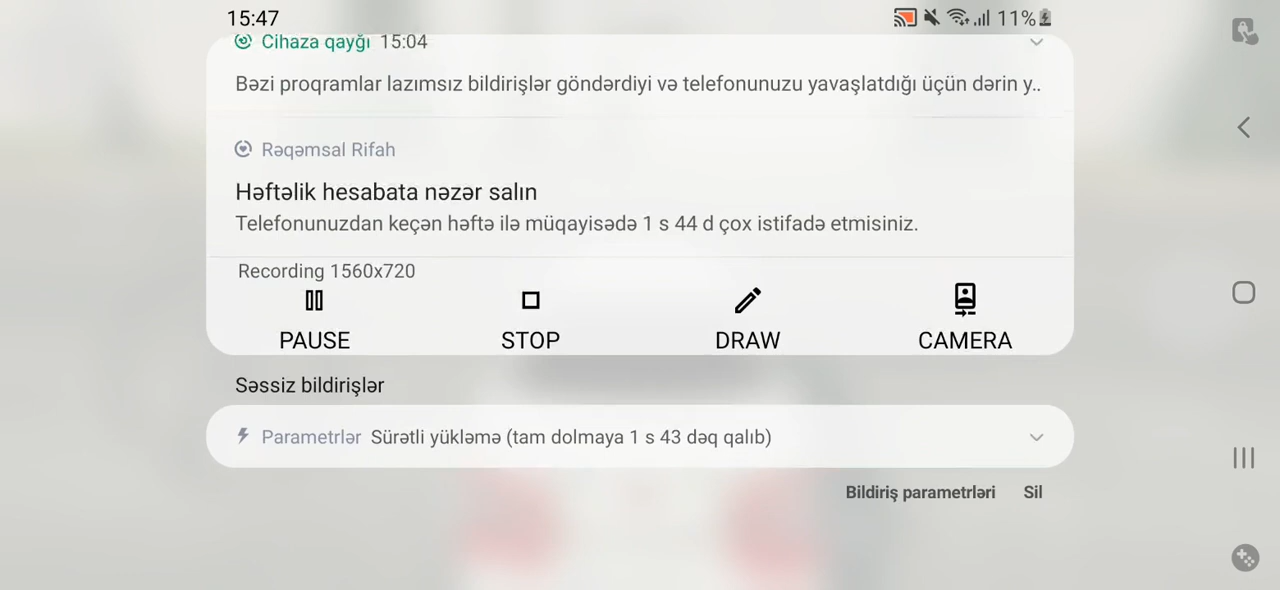 15:47
11%
Cihaza qayğı 15:04
Bəzi proqramlar lazımsız bildirişlər göndərdiyi və telefonunuzu yavaşlatdığı üçün dərin y..
Rəqəmsal Rifah
Həftəlik hesabata nəzər salın
Telefonunuzdan keçən həftə ilə müqayisədə 1 s 44 d çox istifadə etmisiniz.
Recording 1560x720
PAUSE STOP DRAW CAMERA
Səssiz bildirişlər
Parametrlər Sürətli yükləmə (tam dolmaya 1 s 43 dəq qalıb)
Bildiriş parametrləri Sil